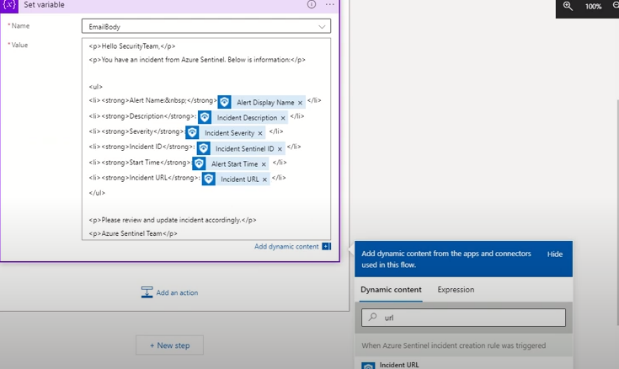 {x} Set variable
100%
* Name
EmailBody
* Value
<p>Hello SecurityTeam,</p>
<p>You have an incident from Azure Sentinel. Below is information:</p>
<ul>
<li><strong>Alert Name:&nbsp;</strong> Alert Display Name × </li>
<li><strong>Description</strong>: Incident Description × </li>
<li><strong>Severity</strong>: Incident Severity × </li>
<li><strong>Incident ID</strong>: Incident Sentinel ID × </li>
<li><strong>Start Time</strong>: Alert Start Time × </li>
<li><strong>Incident URL</strong>: Incident URL × </li>
</ul>
<p>Please review and update incident accordingly.</p>
<p>Azure Sentinel Team</p>
Add dynamic content
Add dynamic content from the apps and connectors used in this flow.
Hide
Dynamic content
Expression
url
When Azure Sentinel incident creation rule was triggered
Incident URL
Add an action
+ New step